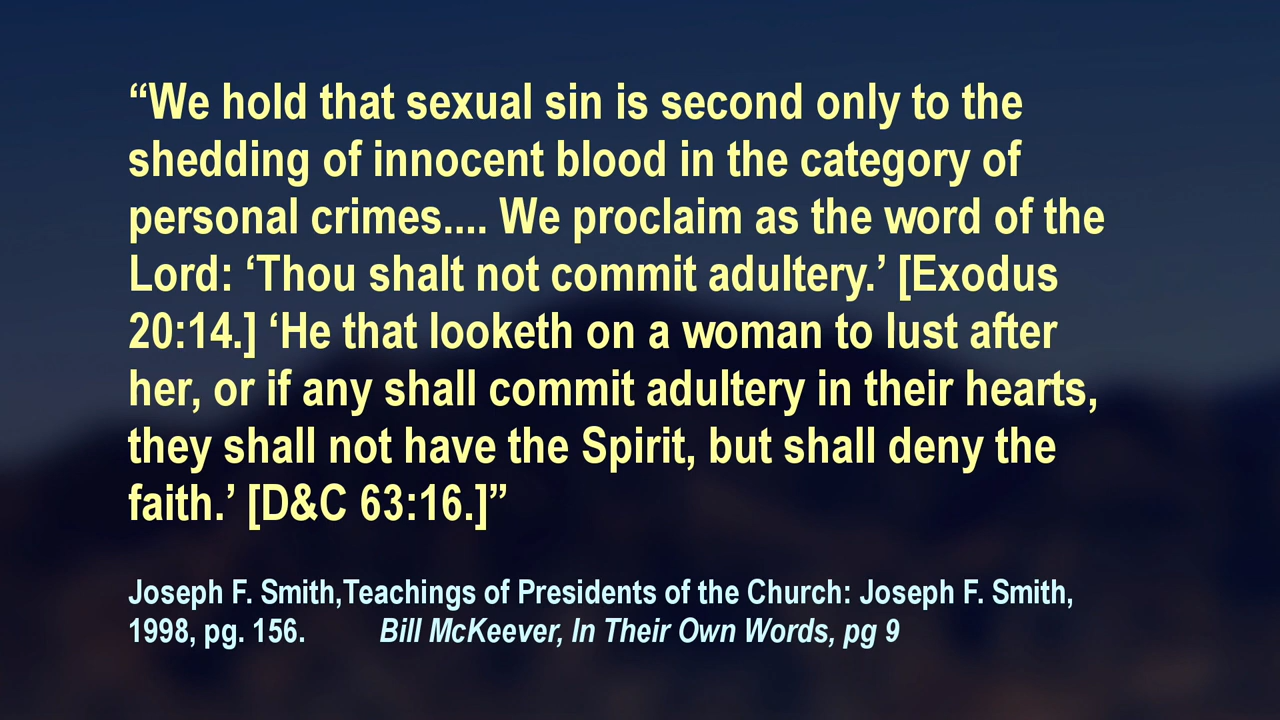 “We hold that sexual sin is second only to the
shedding of innocent blood in the category of
personal crimes.... We proclaim as the word of the
Lord: ‘Thou shalt not commit adultery.’ [Exodus
20:14.] ‘He that looketh on a woman to lust after
her, or if any shall commit adultery in their hearts,
they shall not have the Spirit, but shall deny the
faith.’ [D&C 63:16.]”
Joseph F. Smith,Teachings of Presidents of the Church: Joseph F. Smith,
1998, pg. 156. Bill McKeever, In Their Own Words, pg 9